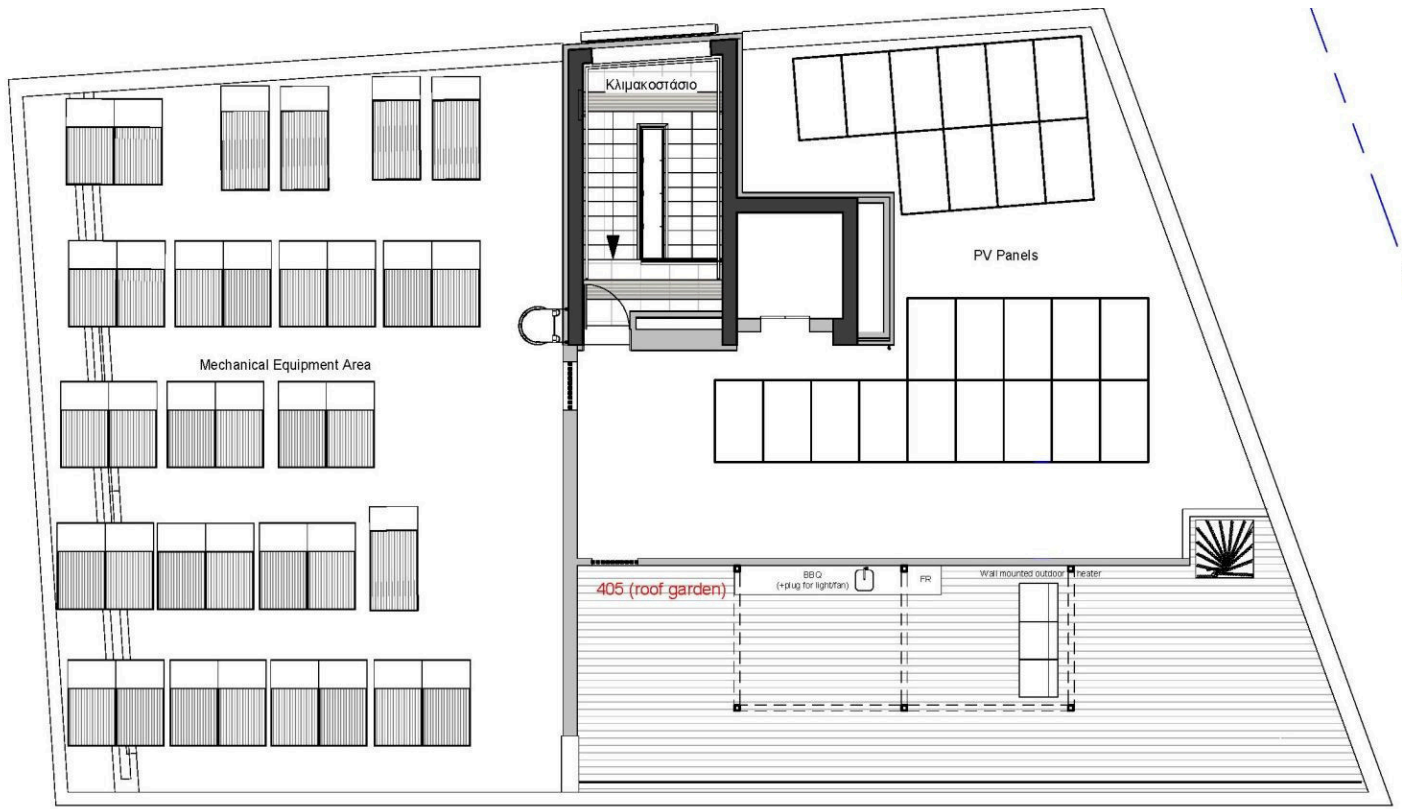 Κλιμακοστάσιο
PV Panels
Mechanical Equipment Area
405 (roof garden)
BBQ
(+plug for light/fan)
FR
Wall mounted outdoor heater